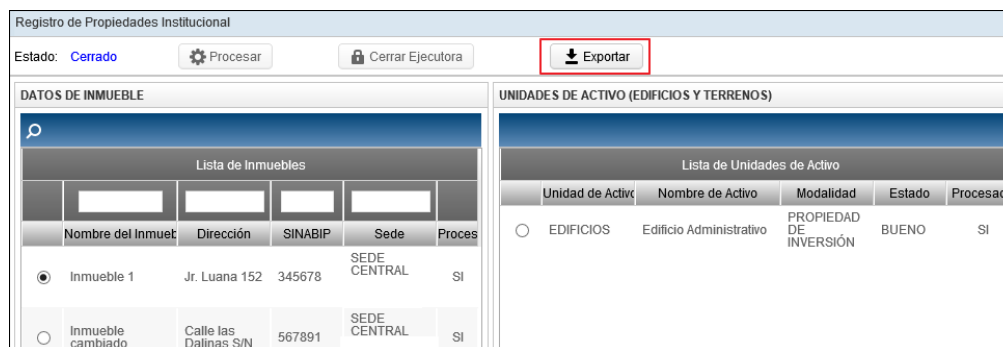 Registro de Propiedades Institucional
Estado: Cerrado Procesar Cerrar Ejecutora Exportar
DATOS DE INMUEBLE
Lista de Inmuebles
Nombre del Inmueb Dirección SINABIP Sede Proces
Inmueble 1 Jr. Luana 152 345678 SEDE CENTRAL SI
Inmueble cambiado Calle las Dalinas S/N 567891 SEDE CENTRAL SI
UNIDADES DE ACTIVO (EDIFICIOS Y TERRENOS)
Lista de Unidades de Activo
Unidad de Activo Nombre de Activo Modalidad Estado Procesad
EDIFICIOS Edificio Administrativo PROPIEDAD DE INVERSIÓN BUENO SI